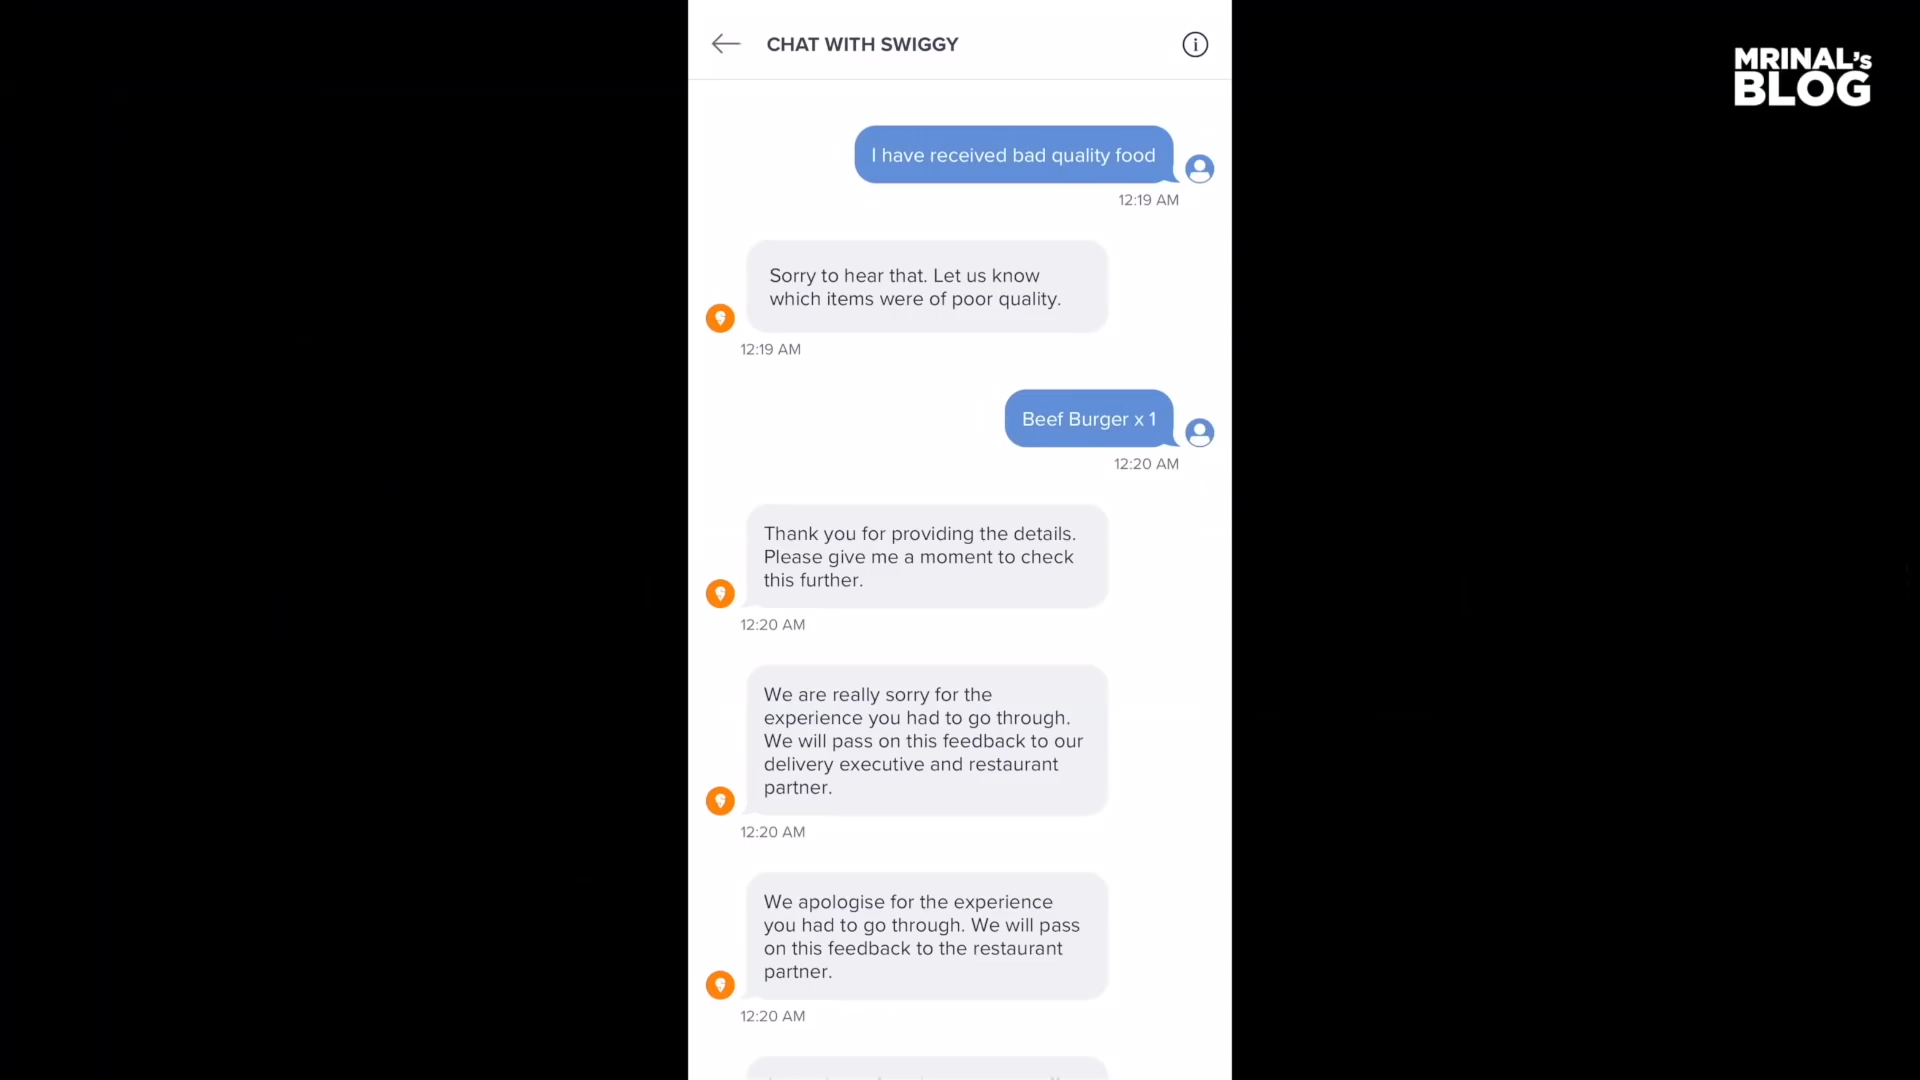 CHAT WITH SWIGGY
MRINAL's
BLOG
I have received bad quality food
12:19 AM
Sorry to hear that. Let us know
which items were of poor quality.
12:19 AM
Beef Burger x 1
12:20 AM
Thank you for providing the details.
Please give me a moment to check
this further.
12:20 AM
We are really sorry for the
experience you had to go through.
We will pass on this feedback to our
delivery executive and restaurant
partner.
12:20 AM
We apologise for the experience
you had to go through. We will pass
on this feedback to the restaurant
partner.
12:20 AM